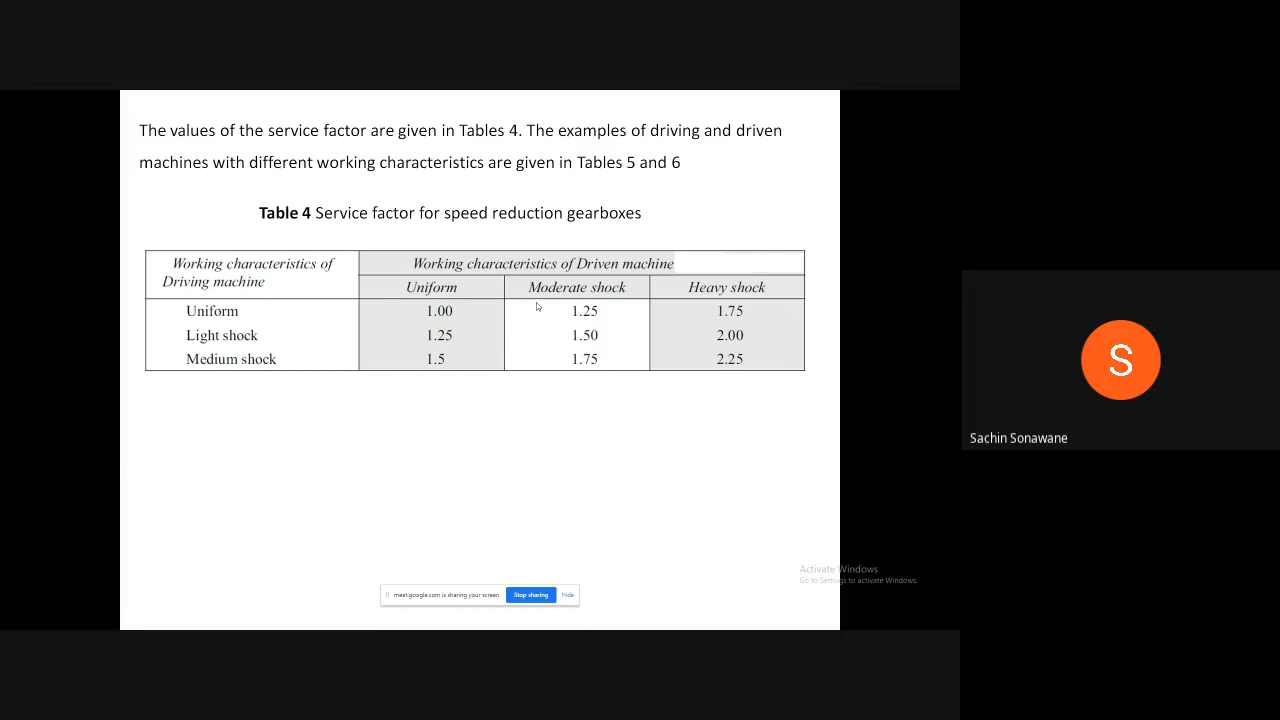 The values of the service factor are given in Tables 4. The examples of driving and driven
machines with different working characteristics are given in Tables 5 and 6
Table 4 Service factor for speed reduction gearboxes
Working characteristics of Driving machine
Working characteristics of Driven machine
Uniform Moderate shock Heavy shock
Uniform 1.00 1.25 1.75
Light shock 1.25 1.50 2.00
Medium shock 1.5 1.75 2.25
S
Sachin Sonawane
Activate Windows
Go to Settings to activate Windows.
meet.google.com is sharing your screen. Stop sharing Hide